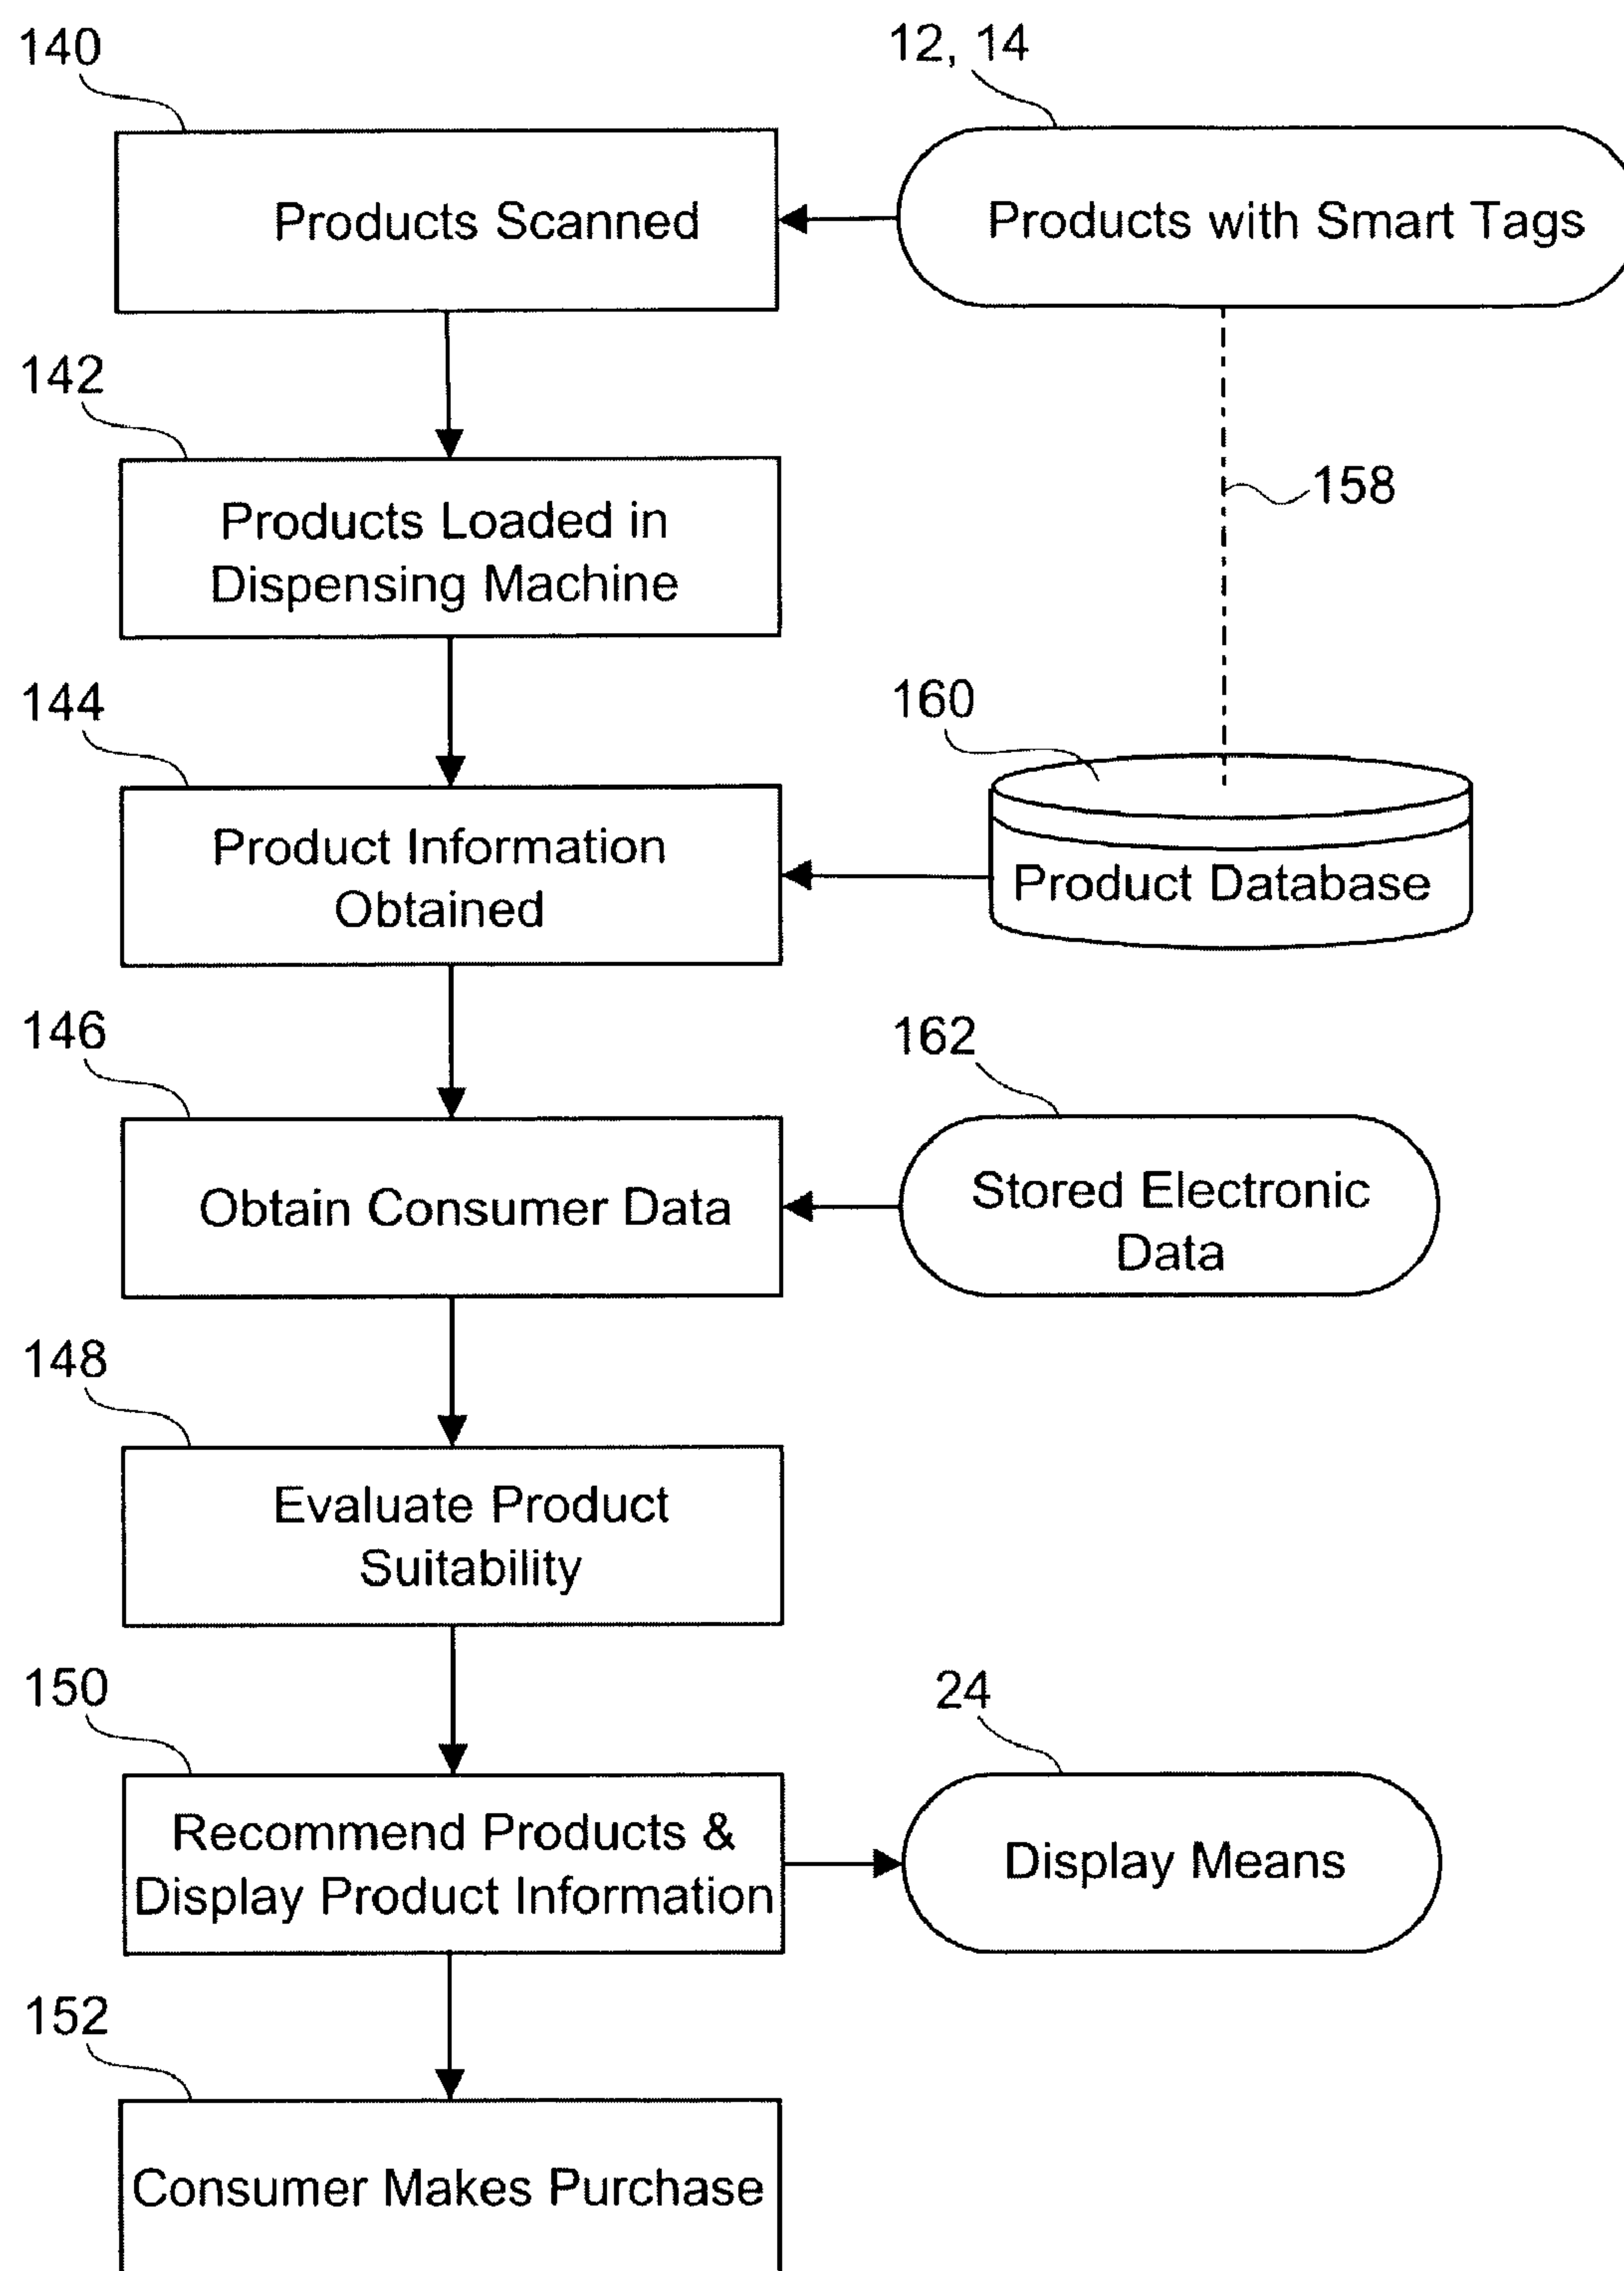 140
12, 14
Products Scanned
Products with Smart Tags
142
Products Loaded in
Dispensing Machine
158
144
160
Product Information
Obtained
Product Database
146
162
Obtain Consumer Data
Stored Electronic
Data
148
Evaluate Product
Suitability
150
24
Recommend Products &
Display Product Information
Display Means
152
Consumer Makes Purchase